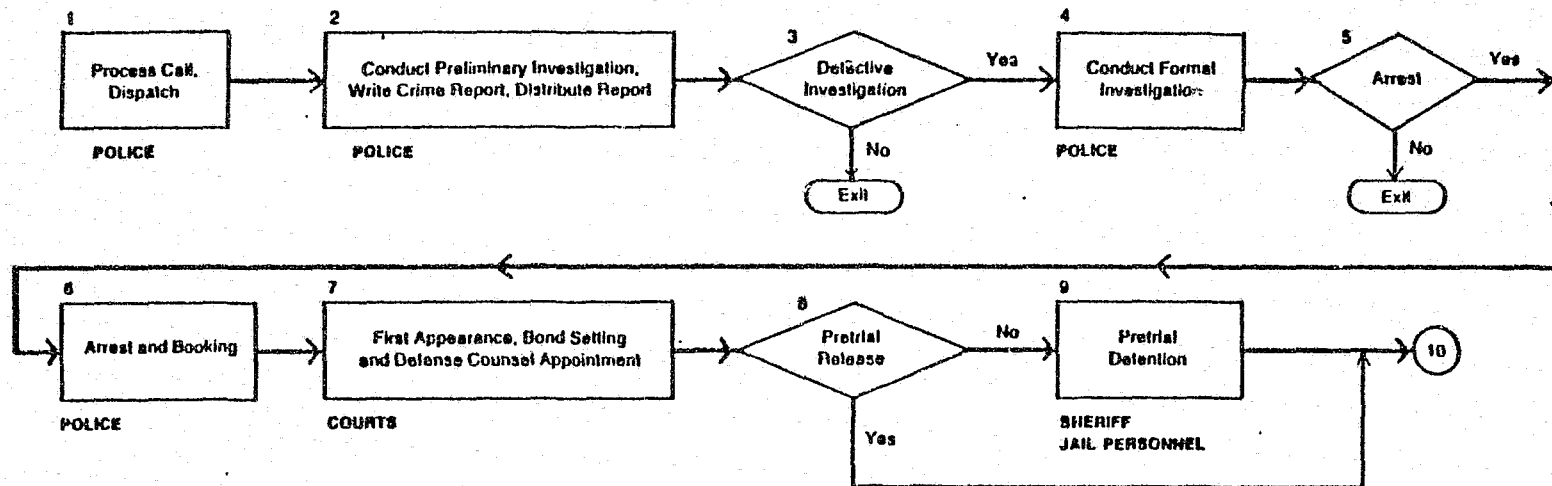 1
Process Call,
Dispatch
POLICE
2
Conduct Preliminary Investigation,
Write Crime Report, Distribute Report
POLICE
3
Detective
Investigation
Yes
No
Exit
4
Conduct Formal
Investigation
POLICE
5
Arrest
Yes
No
Exit
6
Arrest and Booking
POLICE
7
First Appearance, Bond Setting
and Defense Counsel Appointment
COURTS
8
Pretrial
Release
No
Yes
9
Pretrial
Detention
SHERIFF
JAIL PERSONNEL
10